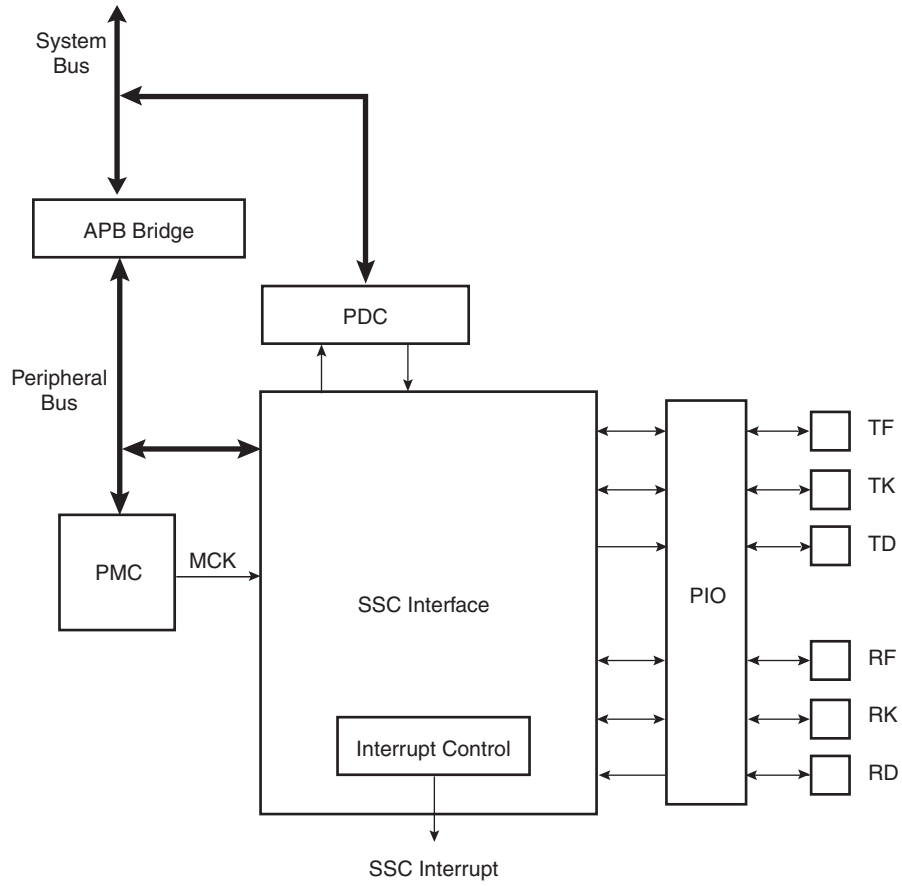 System
Bus
APB Bridge
PDC
Peripheral
Bus
TF
TK
PMC
MCK
TD
SSC Interface
PIO
RF
RK
Interrupt Control
RD
SSC Interrupt